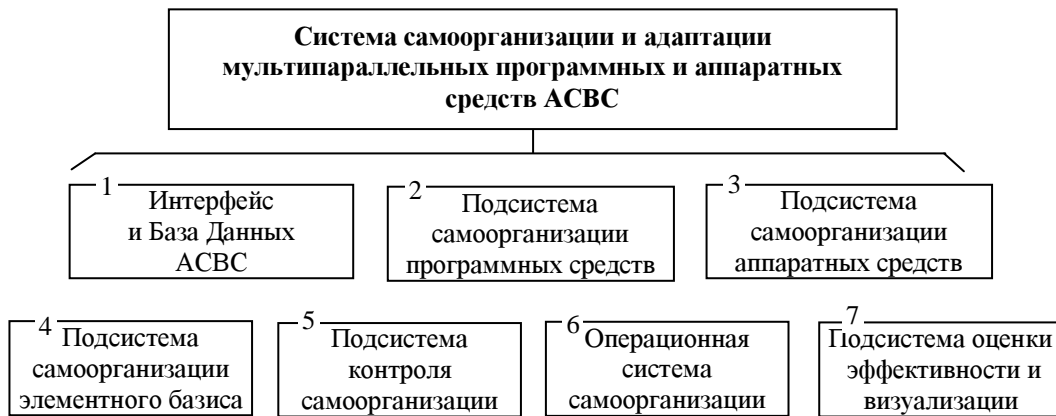 Система самоорганизации и адаптации
мультипараллельных программных и аппаратных
средств АСВС
1
Интерфейс
и База Данных
АСВС
2
Подсистема
самоорганизации
программных средств
3
Подсистема
самоорганизации
аппаратных средств
4
Подсистема
самоорганизации
элементного базиса
5
Подсистема
контроля
самоорганизации
6
Операционная
система
самоорганизации
7
Подсистема оценки
эффективности и
визуализации